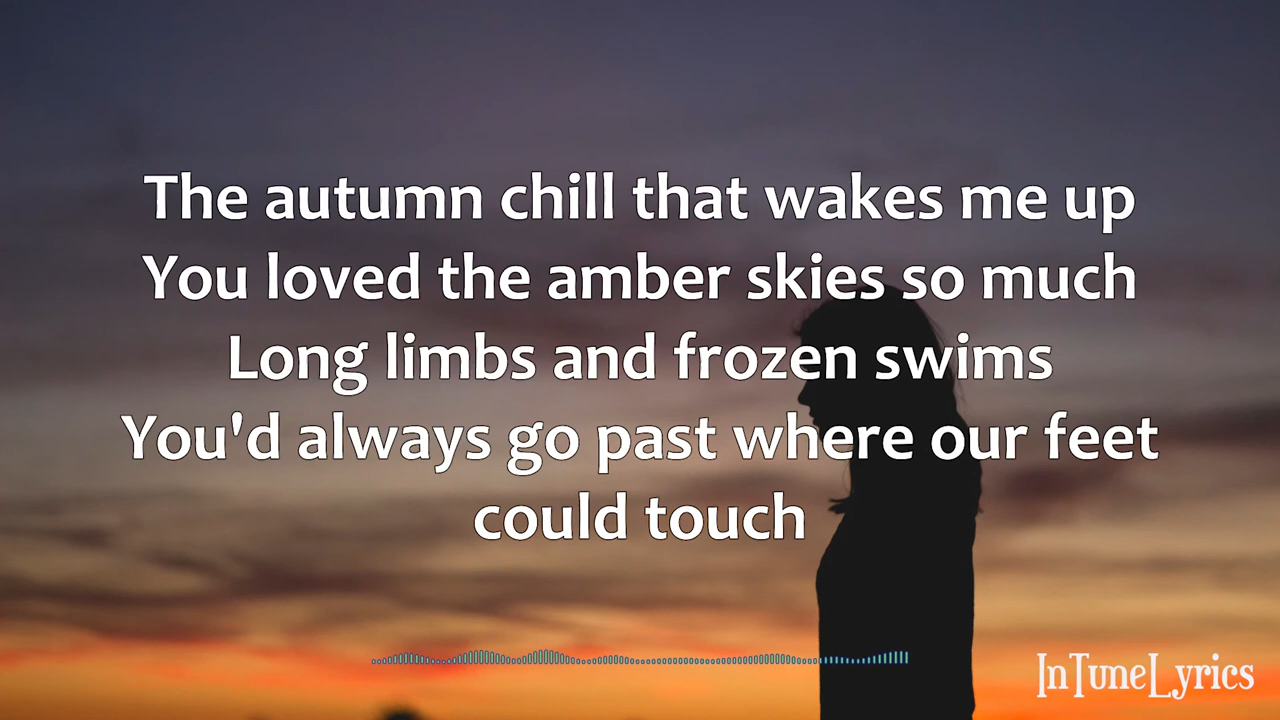 The autumn chill that wakes me up
You loved the amber skies so much
Long limbs and frozen swims
You'd always go past where our feet
could touch
InTuneLyrics